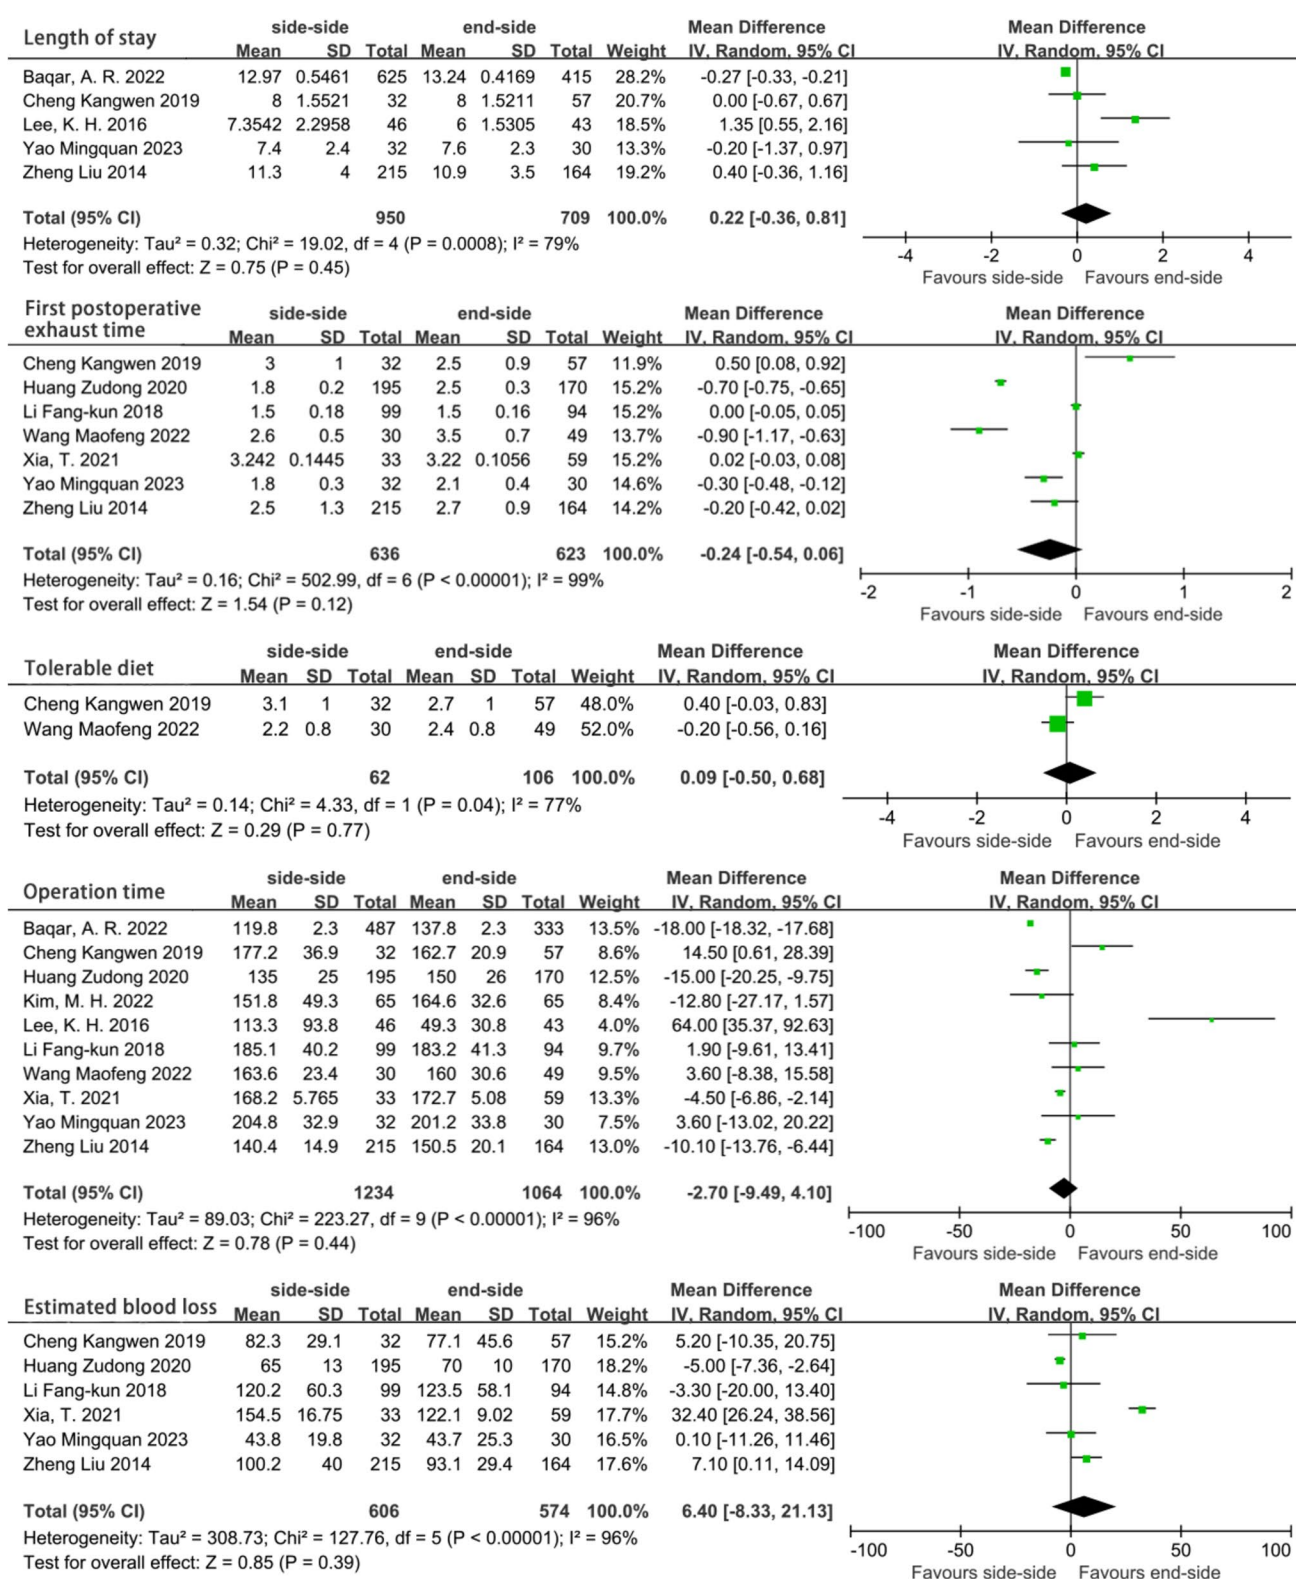 Length of stay side-side end-side Mean Difference Mean Difference
Mean SD Total Mean SD Total Weight IV, Random, 95% CI IV, Random, 95% CI
Baqar, A. R. 2022 12.97 0.5461 625 13.24 0.4169 415 28.2% -0.27 [-0.33, -0.21]
Cheng Kangwen 2019 8 1.5521 32 8 1.5211 57 20.7% 0.00 [-0.67, 0.67]
Lee, K. H. 2016 7.3542 2.2958 46 6 1.5305 43 18.5% 1.35 [0.55, 2.16]
Yao Mingquan 2023 7.4 2.4 32 7.6 2.3 30 13.3% -0.20 [-1.37, 0.97]
Zheng Liu 2014 11.3 4 215 10.9 3.5 164 19.2% 0.40 [-0.36, 1.16]
Total (95% CI) 950 709 100.0% 0.22 [-0.36, 0.81]
Heterogeneity: Tau² = 0.32; Chi² = 19.02, df = 4 (P = 0.0008); I² = 79%
Test for overall effect: Z = 0.75 (P = 0.45)
-4 -2 0 2 4
Favours side-side Favours end-side
First postoperative exhaust time side-side end-side Mean Difference Mean Difference
Mean SD Total Mean SD Total Weight IV, Random, 95% CI IV, Random, 95% CI
Cheng Kangwen 2019 3 1 32 2.5 0.9 57 11.9% 0.50 [0.08, 0.92]
Huang Zudong 2020 1.8 0.2 195 2.5 0.3 170 15.2% -0.70 [-0.75, -0.65]
Li Fang-kun 2018 1.5 0.18 99 1.5 0.16 94 15.2% 0.00 [-0.05, 0.05]
Wang Maofeng 2022 2.6 0.5 30 3.5 0.7 49 13.7% -0.90 [-1.17, -0.63]
Xia, T. 2021 3.242 0.1445 33 3.22 0.1056 59 15.2% 0.02 [-0.03, 0.08]
Yao Mingquan 2023 1.8 0.3 32 2.1 0.4 30 14.6% -0.30 [-0.48, -0.12]
Zheng Liu 2014 2.5 1.3 215 2.7 0.9 164 14.2% -0.20 [-0.42, 0.02]
Total (95% CI) 636 623 100.0% -0.24 [-0.54, 0.06]
Heterogeneity: Tau² = 0.16; Chi² = 502.99, df = 6 (P < 0.00001); I² = 99%
Test for overall effect: Z = 1.54 (P = 0.12)
-2 -1 0 1 2
Favours side-side Favours end-side
Tolerable diet side-side end-side Mean Difference Mean Difference
Mean SD Total Mean SD Total Weight IV, Random, 95% CI IV, Random, 95% CI
Cheng Kangwen 2019 3.1 1 32 2.7 1 57 48.0% 0.40 [-0.03, 0.83]
Wang Maofeng 2022 2.2 0.8 30 2.4 0.8 49 52.0% -0.20 [-0.56, 0.16]
Total (95% CI) 62 106 100.0% 0.09 [-0.50, 0.68]
Heterogeneity: Tau² = 0.14; Chi² = 4.33, df = 1 (P = 0.04); I² = 77%
Test for overall effect: Z = 0.29 (P = 0.77)
-4 -2 0 2 4
Favours side-side Favours end-side
Operation time side-side end-side Mean Difference Mean Difference
Mean SD Total Mean SD Total Weight IV, Random, 95% CI IV, Random, 95% CI
Baqar, A. R. 2022 119.8 2.3 487 137.8 2.3 333 13.5% -18.00 [-18.32, -17.68]
Cheng Kangwen 2019 177.2 36.9 32 162.7 20.9 57 8.6% 14.50 [0.61, 28.39]
Huang Zudong 2020 135 25 195 150 26 170 12.5% -15.00 [-20.25, -9.75]
Kim, M. H. 2022 151.8 49.3 65 164.6 32.6 65 8.4% -12.80 [-27.17, 1.57]
Lee, K. H. 2016 113.3 93.8 46 49.3 30.8 43 4.0% 64.00 [35.37, 92.63]
Li Fang-kun 2018 185.1 40.2 99 183.2 41.3 94 9.7% 1.90 [-9.61, 13.41]
Wang Maofeng 2022 163.6 23.4 30 160 30.6 49 9.5% 3.60 [-8.38, 15.58]
Xia, T. 2021 168.2 5.765 33 172.7 5.08 59 13.3% -4.50 [-6.86, -2.14]
Yao Mingquan 2023 204.8 32.9 32 201.2 33.8 30 7.5% 3.60 [-13.02, 20.22]
Zheng Liu 2014 140.4 14.9 215 150.5 20.1 164 13.0% -10.10 [-13.76, -6.44]
Total (95% CI) 1234 1064 100.0% -2.70 [-9.49, 4.10]
Heterogeneity: Tau² = 89.03; Chi² = 223.27, df = 9 (P < 0.00001); I² = 96%
Test for overall effect: Z = 0.78 (P = 0.44)
-100 -50 0 50 100
Favours side-side Favours end-side
Estimated blood loss side-side end-side Mean Difference Mean Difference
Mean SD Total Mean SD Total Weight IV, Random, 95% CI IV, Random, 95% CI
Cheng Kangwen 2019 82.3 29.1 32 77.1 45.6 57 15.2% 5.20 [-10.35, 20.75]
Huang Zudong 2020 65 13 195 70 10 170 18.2% -5.00 [-7.36, -2.64]
Li Fang-kun 2018 120.2 60.3 99 123.5 58.1 94 14.8% -3.30 [-20.00, 13.40]
Xia, T. 2021 154.5 16.75 33 122.1 9.02 59 17.7% 32.40 [26.24, 38.56]
Yao Mingquan 2023 43.8 19.8 32 43.7 25.3 30 16.5% 0.10 [-11.26, 11.46]
Zheng Liu 2014 100.2 40 215 93.1 29.4 164 17.6% 7.10 [0.11, 14.09]
Total (95% CI) 606 574 100.0% 6.40 [-8.33, 21.13]
Heterogeneity: Tau² = 308.73; Chi² = 127.76, df = 5 (P < 0.00001); I² = 96%
Test for overall effect: Z = 0.85 (P = 0.39)
-100 -50 0 50 100
Favours side-side Favours end-side